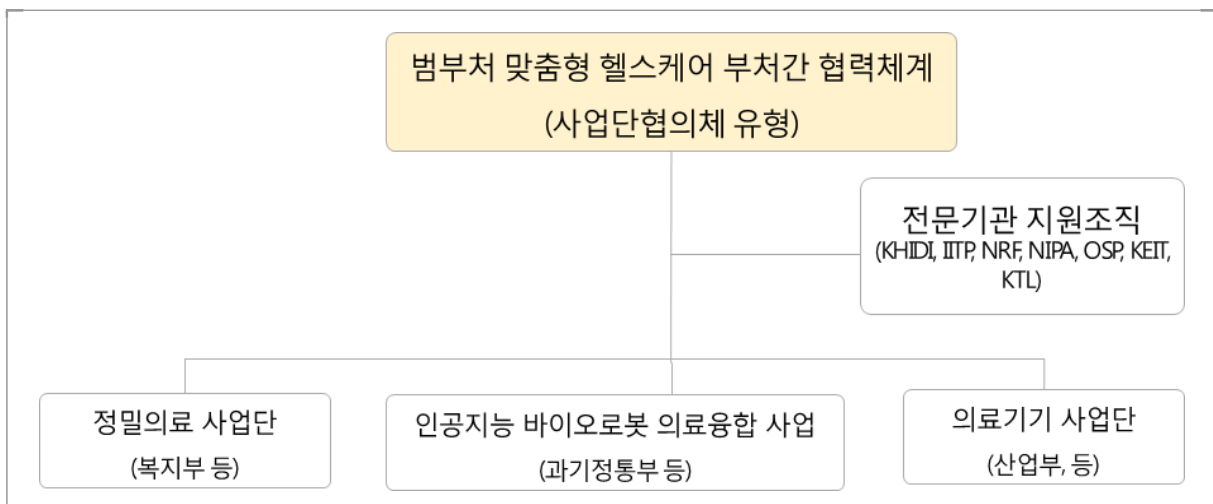 범부처 맞춤형 헬스케어 부처간 협력체계
(사업단협의체 유형)
전문기관 지원조직
(KHIDI, IITP, NRF, NIPA, OSP, KEIT,
KTL)
정밀의료 사업단
(복지부 등)
인공지능 바이오로봇 의료융합 사업
(과기정통부 등)
의료기기 사업단
(산업부, 등)